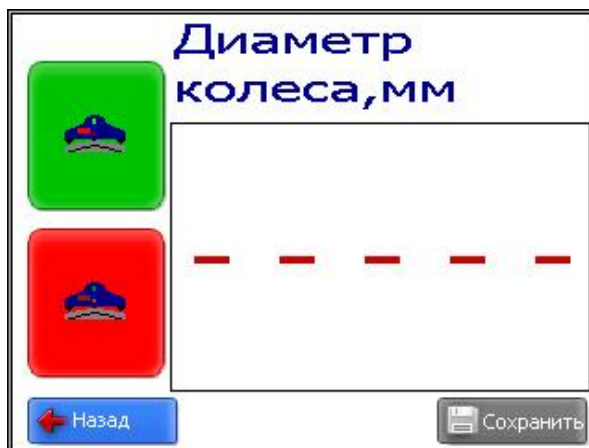 Диаметр
колеса,мм
– – – – –
Назад
Сохранить